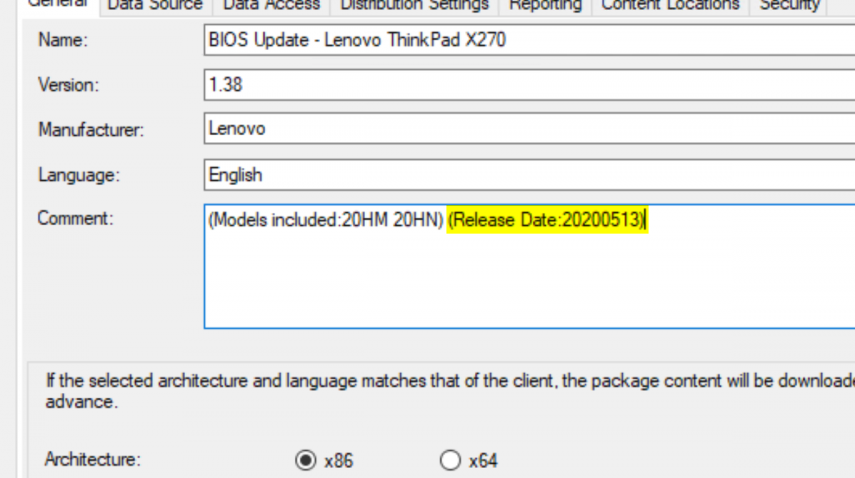 General Data Source Data Access Distribution Settings Reporting Content Locations Security
Name: BIOS Update - Lenovo ThinkPad X270
Version: 1.38
Manufacturer: Lenovo
Language: English
Comment: (Models included:20HM 20HN) (Release Date:20200513)
If the selected architecture and language matches that of the client, the package content will be downloade
advance.
Architecture: x86 x64